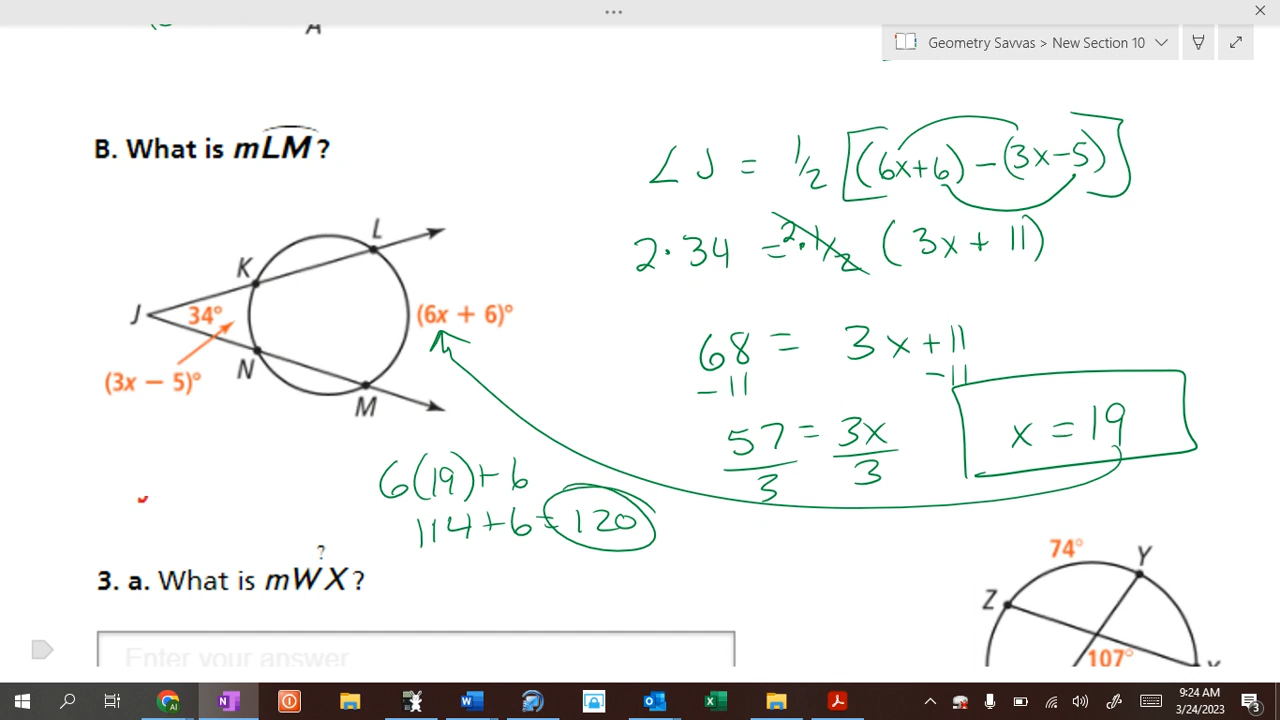 A
Geometry Savvas > New Section 10
B. What is mLM?
∠J = 1/2 [(6x+6) - (3x-5)]
2·34 = 2·1/2 (3x + 11)
J
K
L
N
M
34°
(6x + 6)°
(3x − 5)°
68 = 3x+11
-11 -11
57 = 3x
3 3
x = 19
6(19)+6
114+6 = 120
?
3. a. What is mWX?
Enter your answer
74°
Y
Z
107°
9:24 AM
3/24/2023
3